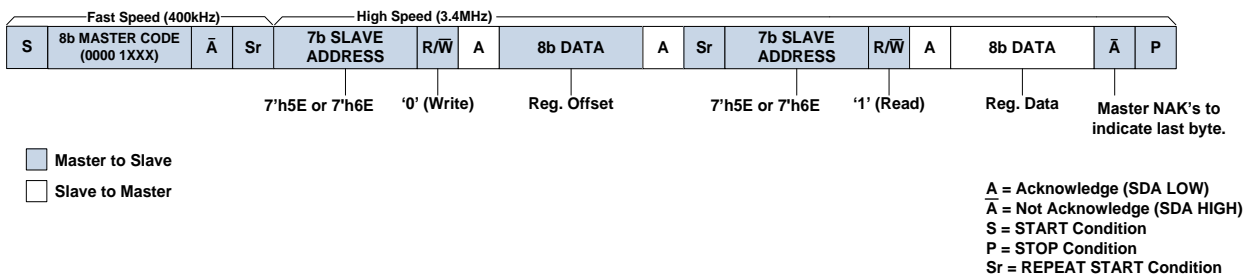 Fast Speed (400kHz) High Speed (3.4MHz)
S 8b MASTER CODE (0000 1XXX) A̅ Sr 7b SLAVE ADDRESS R/W̅ A 8b DATA A Sr 7b SLAVE ADDRESS R/W̅ A 8b DATA A̅ P
7'h5E or 7'h6E '0' (Write) Reg. Offset 7'h5E or 7'h6E '1' (Read) Reg. Data Master NAK's to
indicate last byte.
Master to Slave
Slave to Master
A = Acknowledge (SDA LOW)
A̅ = Not Acknowledge (SDA HIGH)
S = START Condition
P = STOP Condition
Sr = REPEAT START Condition